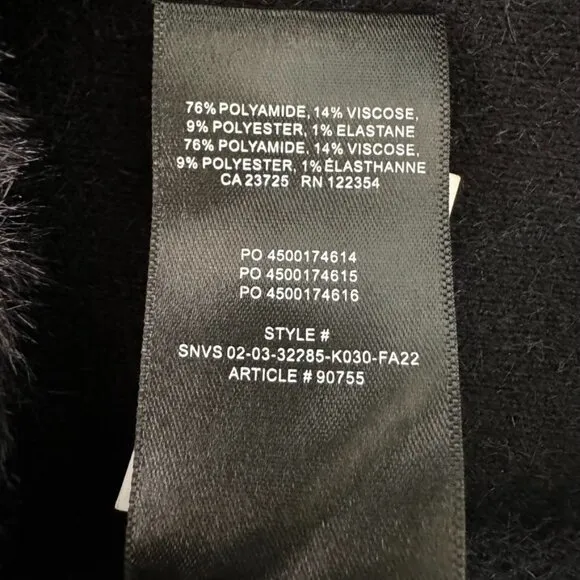 76% POLYAMIDE, 14% VISCOSE,
9% POLYESTER, 1% ELASTANE
76% POLYAMIDE, 14% VISCOSE,
9% POLYESTER, 1% ÉLASTHANNE
CA 23725 RN 122354
PO 4500174614
PO 4500174615
PO 4500174616
STYLE #
SNVS 02-03-32285-K030-FA22
ARTICLE # 90755